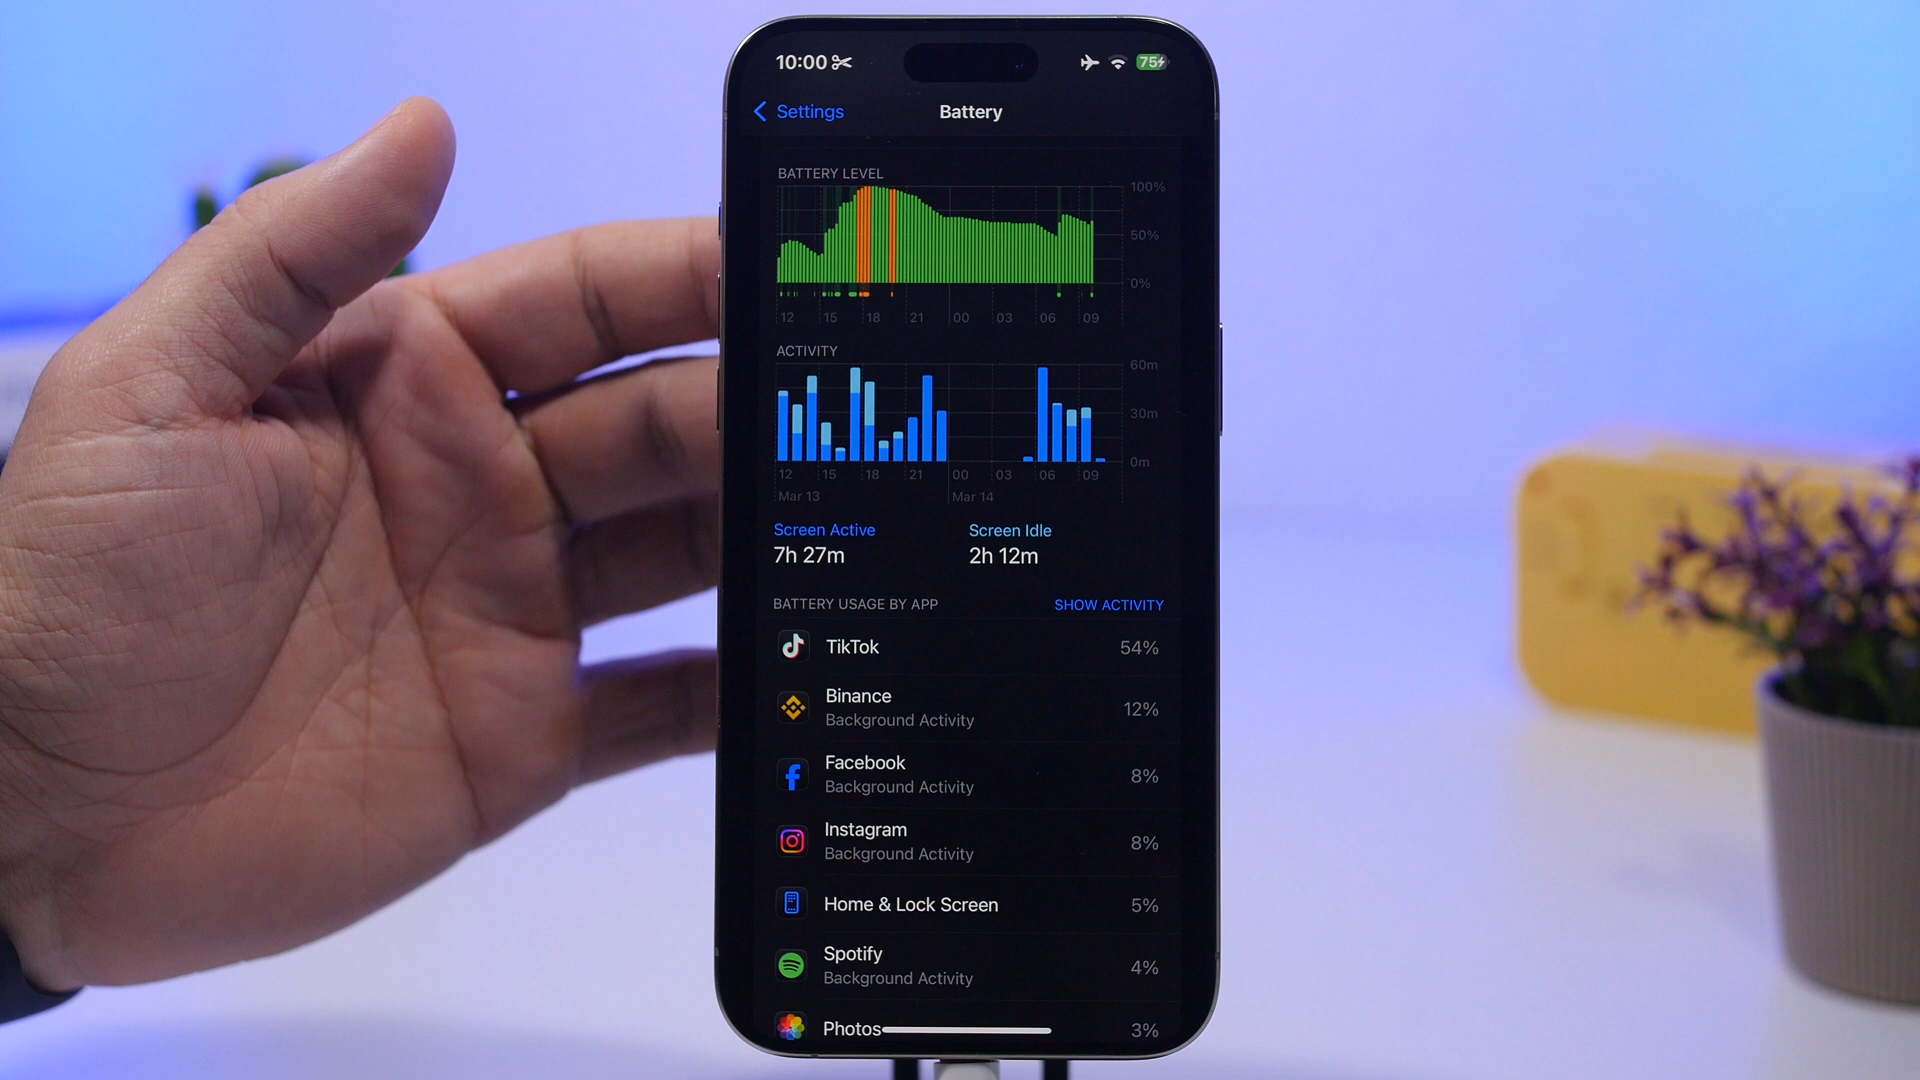 10:00
75
Settings
Battery
BATTERY LEVEL
100%
50%
0%
12 15 18 21 00 03 06 09
ACTIVITY
60m
30m
0m
12 15 18 21 00 03 06 09
Mar 13 Mar 14
Screen Active Screen Idle
7h 27m 2h 12m
BATTERY USAGE BY APP SHOW ACTIVITY
TikTok 54%
Binance
Background Activity 12%
Facebook
Background Activity 8%
Instagram
Background Activity 8%
Home & Lock Screen 5%
Spotify
Background Activity 4%
Photos 3%